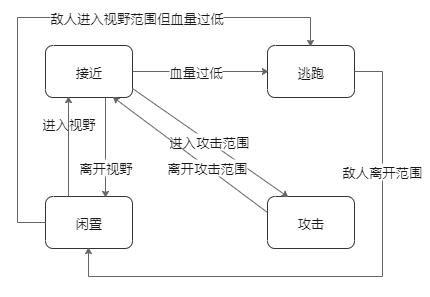 敌人进入视野范围但血量过低
接近
血量过低
逃跑
进入视野
进入攻击范围
离开视野
离开攻击范围
敌人离开范围
闲置
攻击